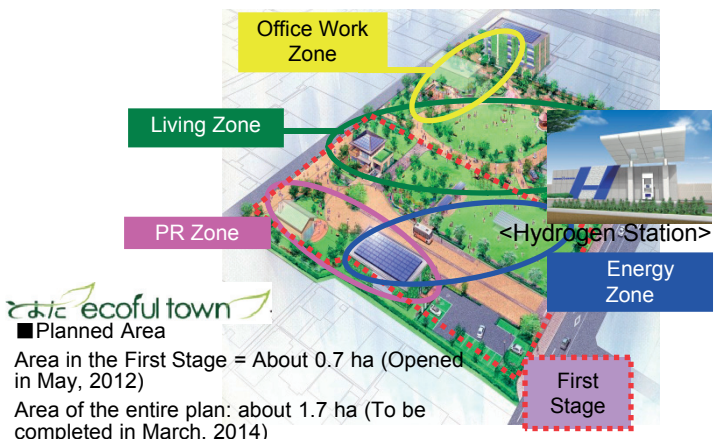 Office Work
Zone
Living Zone
PR Zone
<Hydrogen Station>
Energy
Zone
とよた ecoful town
■Planned Area
Area in the First Stage = About 0.7 ha (Opened
in May, 2012)
Area of the entire plan: about 1.7 ha (To be
completed in March, 2014)
First
Stage
H